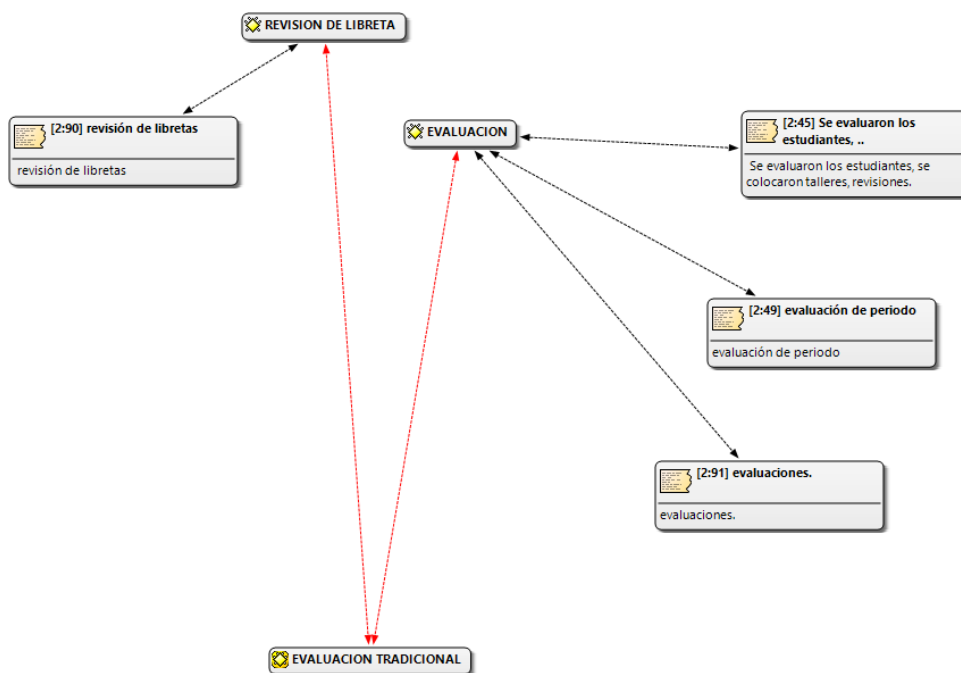 REVISION DE LIBRETA
[2:90] revisión de libretas
revisión de libretas
EVALUACION
[2:45] Se evaluaron los
estudiantes, ..
Se evaluaron los estudiantes, se
colocaron talleres, revisiones.
[2:49] evaluación de periodo
evaluación de periodo
[2:91] evaluaciones.
evaluaciones.
EVALUACION TRADICIONAL